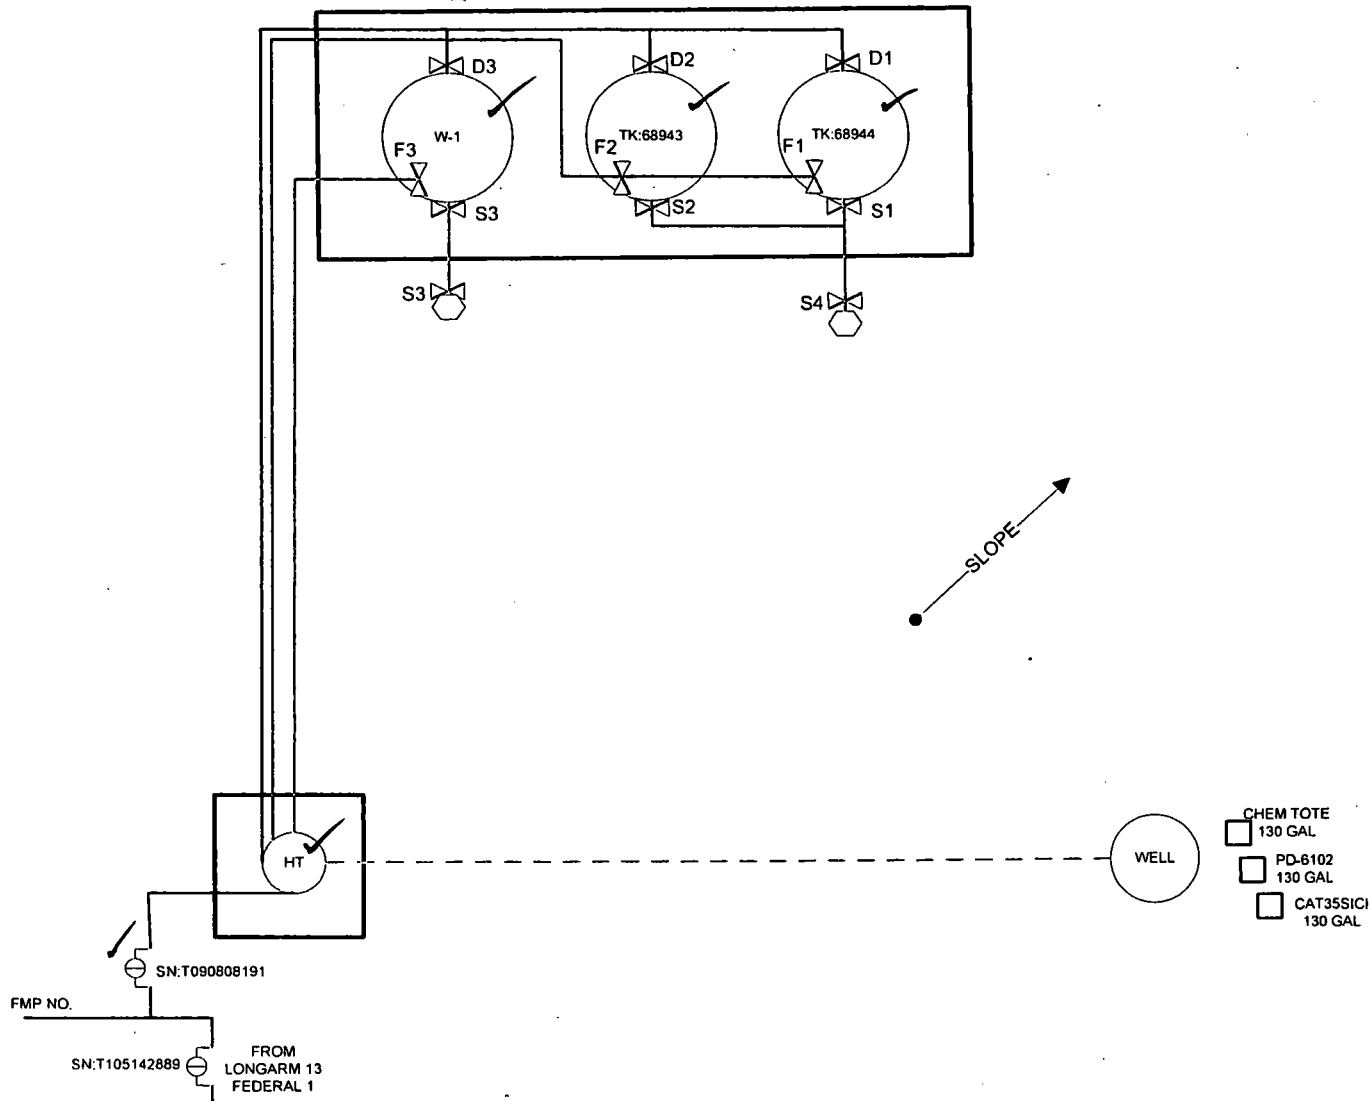 D3
D2
D1
W-1
TK:68943
TK:68944
F3
F2
F1
S3
S2
S1
S3
S4
SLOPE
HT
WELL
CHEM TOTE
130 GAL
PD-6102
130 GAL
CAT35SICI
130 GAL
SN:T090808191
FMP NO.
SN:T105142889
FROM
LONGARM 13
FEDERAL 1